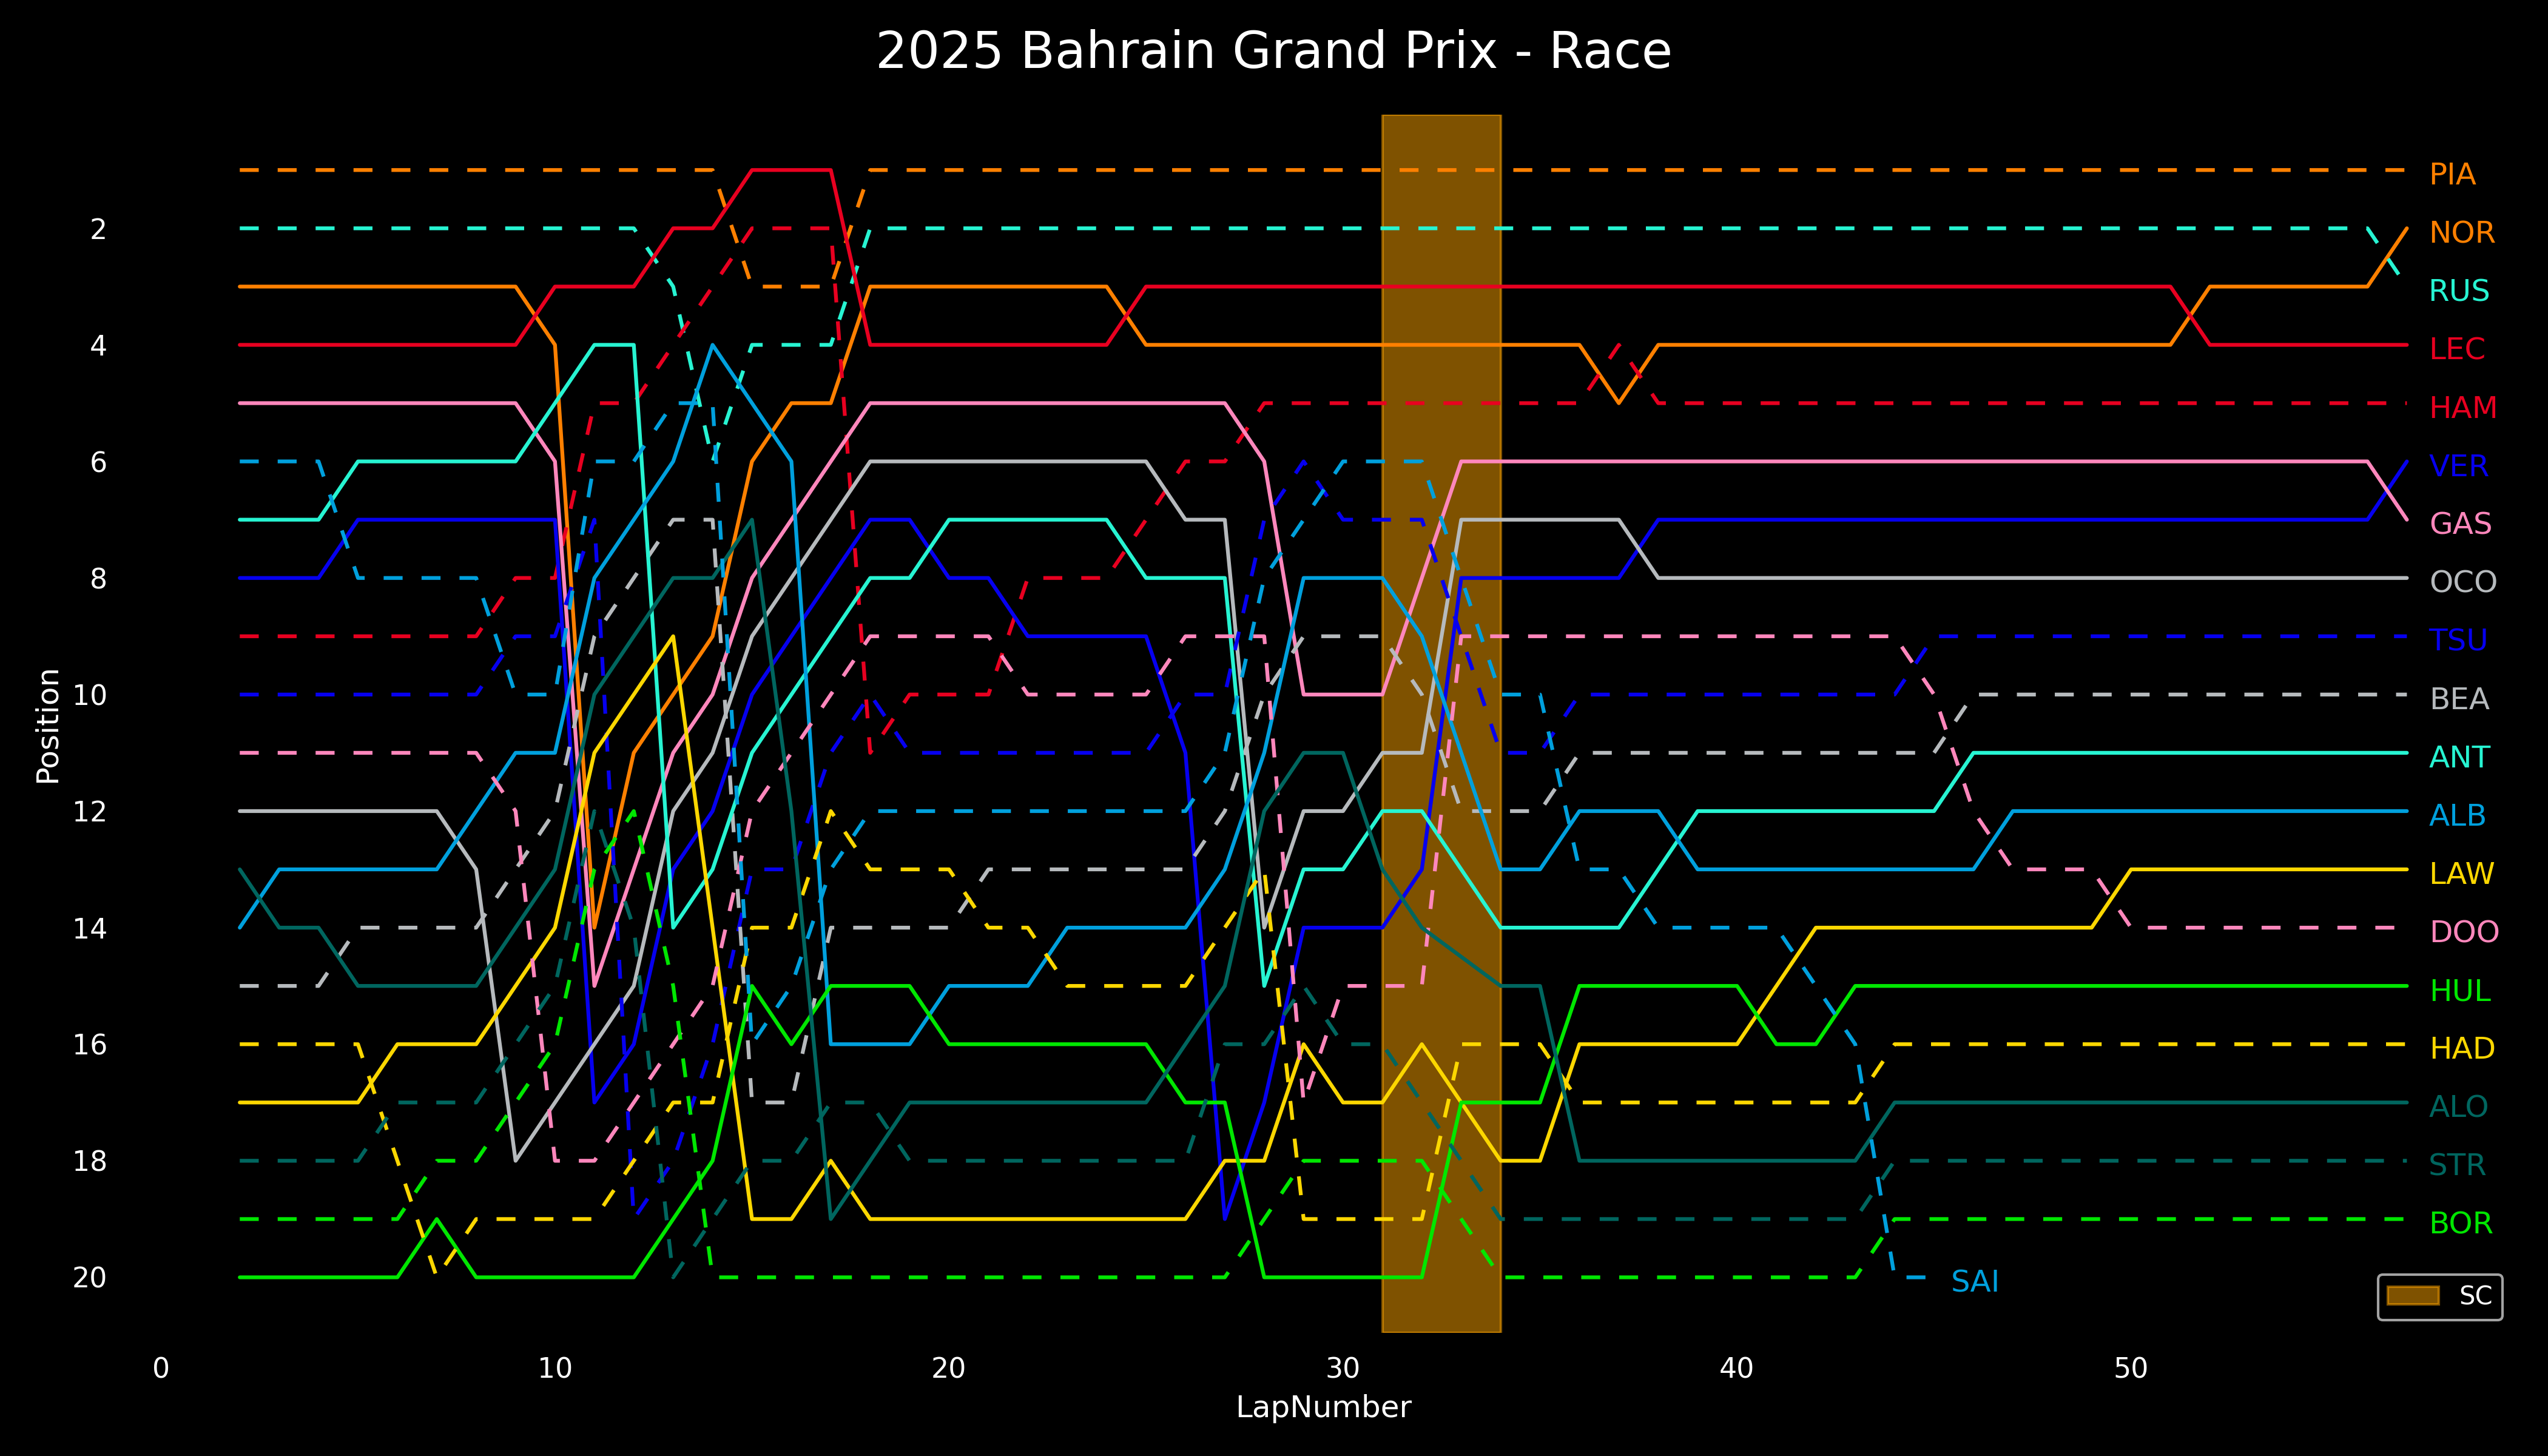 2025 Bahrain Grand Prix - Race
PIA
2
NOR
RUS
4
LEC
HAM
6
VER
GAS
8
OCO
TSU
Position
10
BEA
ANT
12
ALB
LAW
14
DOO
HUL
16
HAD
ALO
18
STR
BOR
20
SAI
SC
0 10 20 30 40 50
LapNumber